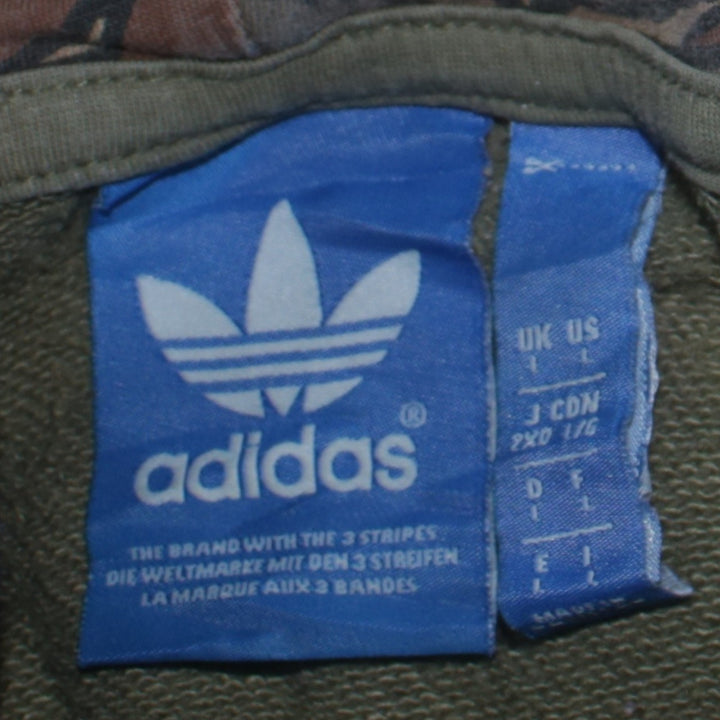 adidas®
THE BRAND WITH THE 3 STRIPES
DIE WELTMARKE MIT DEN 3 STREIFEN
LA MARQUE AUX 3 BANDES
UK US
L L
J CDN
2XO L/G
D F
L L
E I
L L